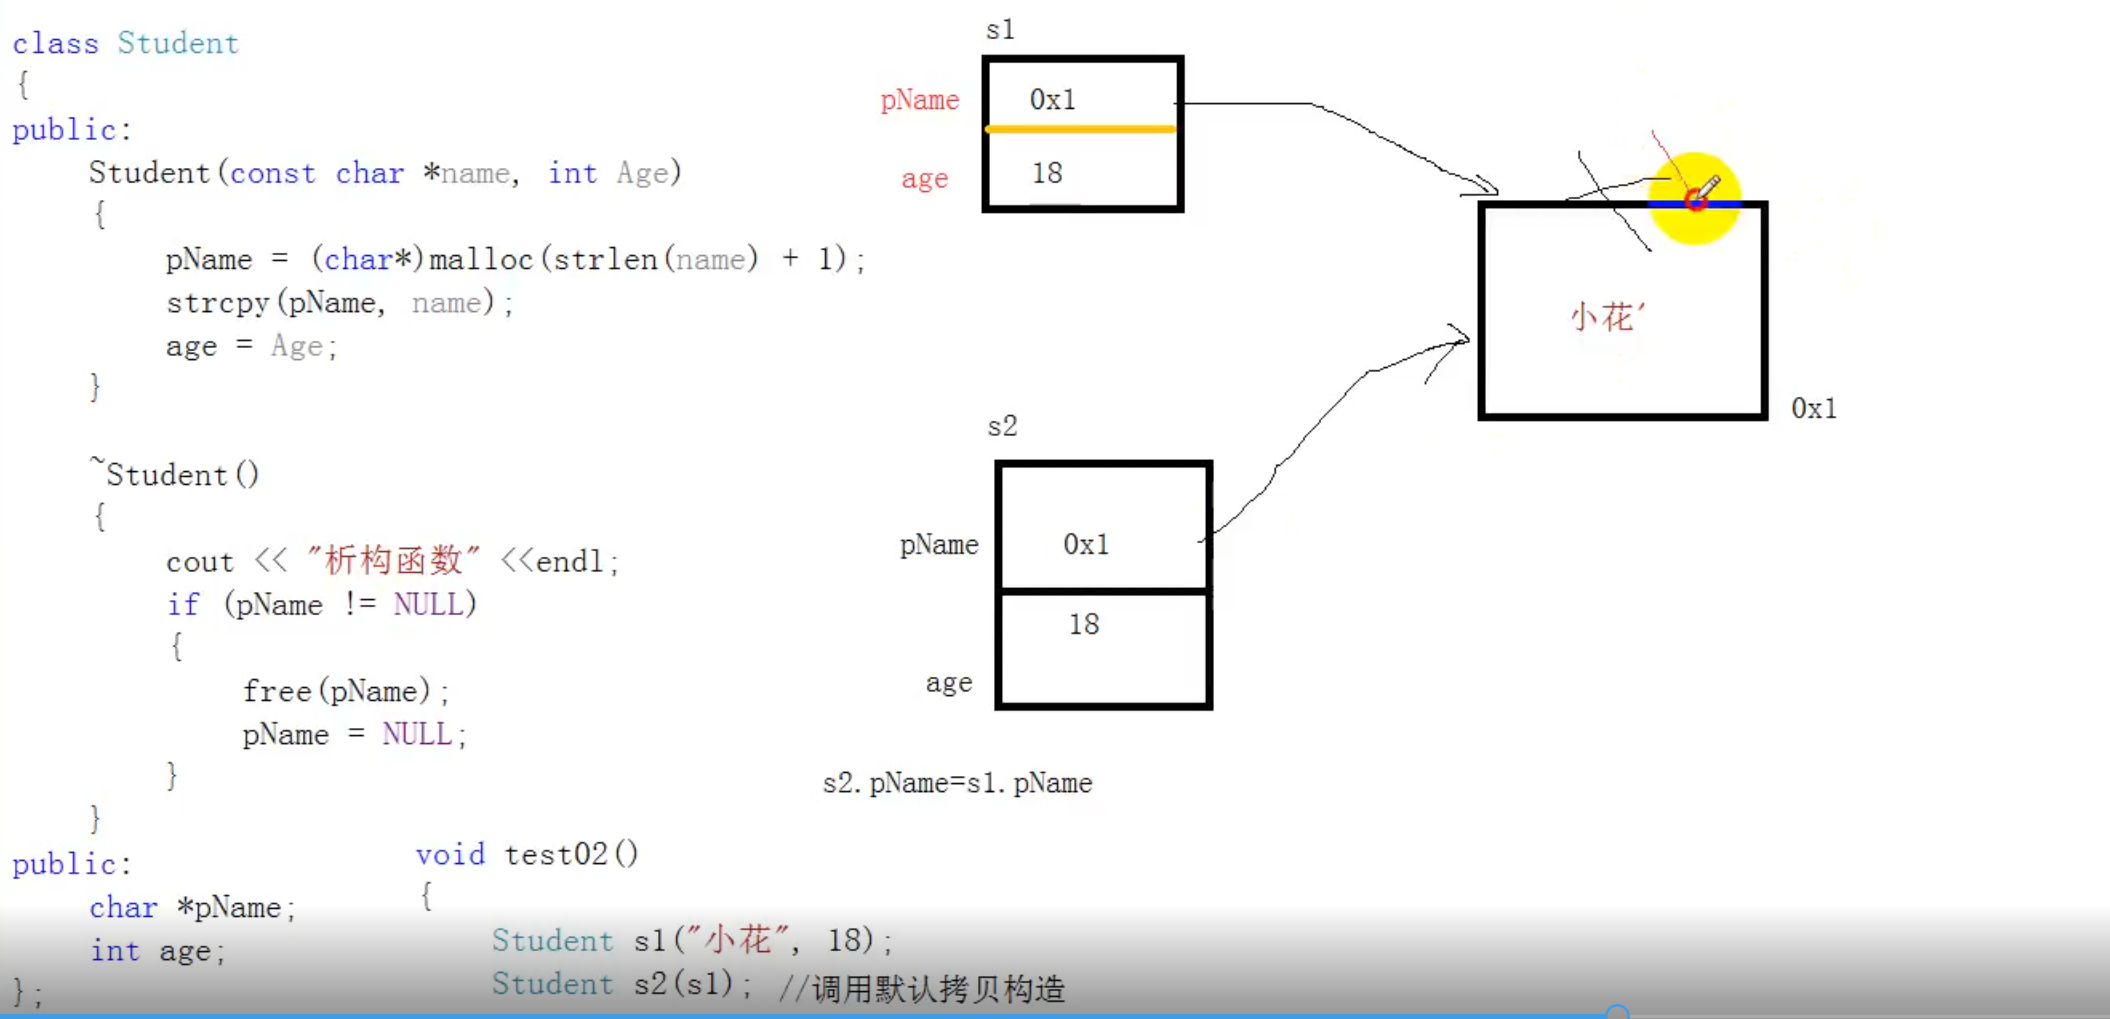 class Student
{
public:
Student(const char *name, int Age)
{
pName = (char*)malloc(strlen(name) + 1);
strcpy(pName, name);
age = Age;
}
~Student()
{
cout << "析构函数" <<endl;
if (pName != NULL)
{
free(pName);
pName = NULL;
}
}
public:
char *pName;
int age;
};
void test02()
{
Student s1("小花", 18);
Student s2(s1); //调用默认拷贝构造
s1
pName 0x1
age 18
小花"
0x1
s2
pName 0x1
18
age
s2.pName=s1.pName